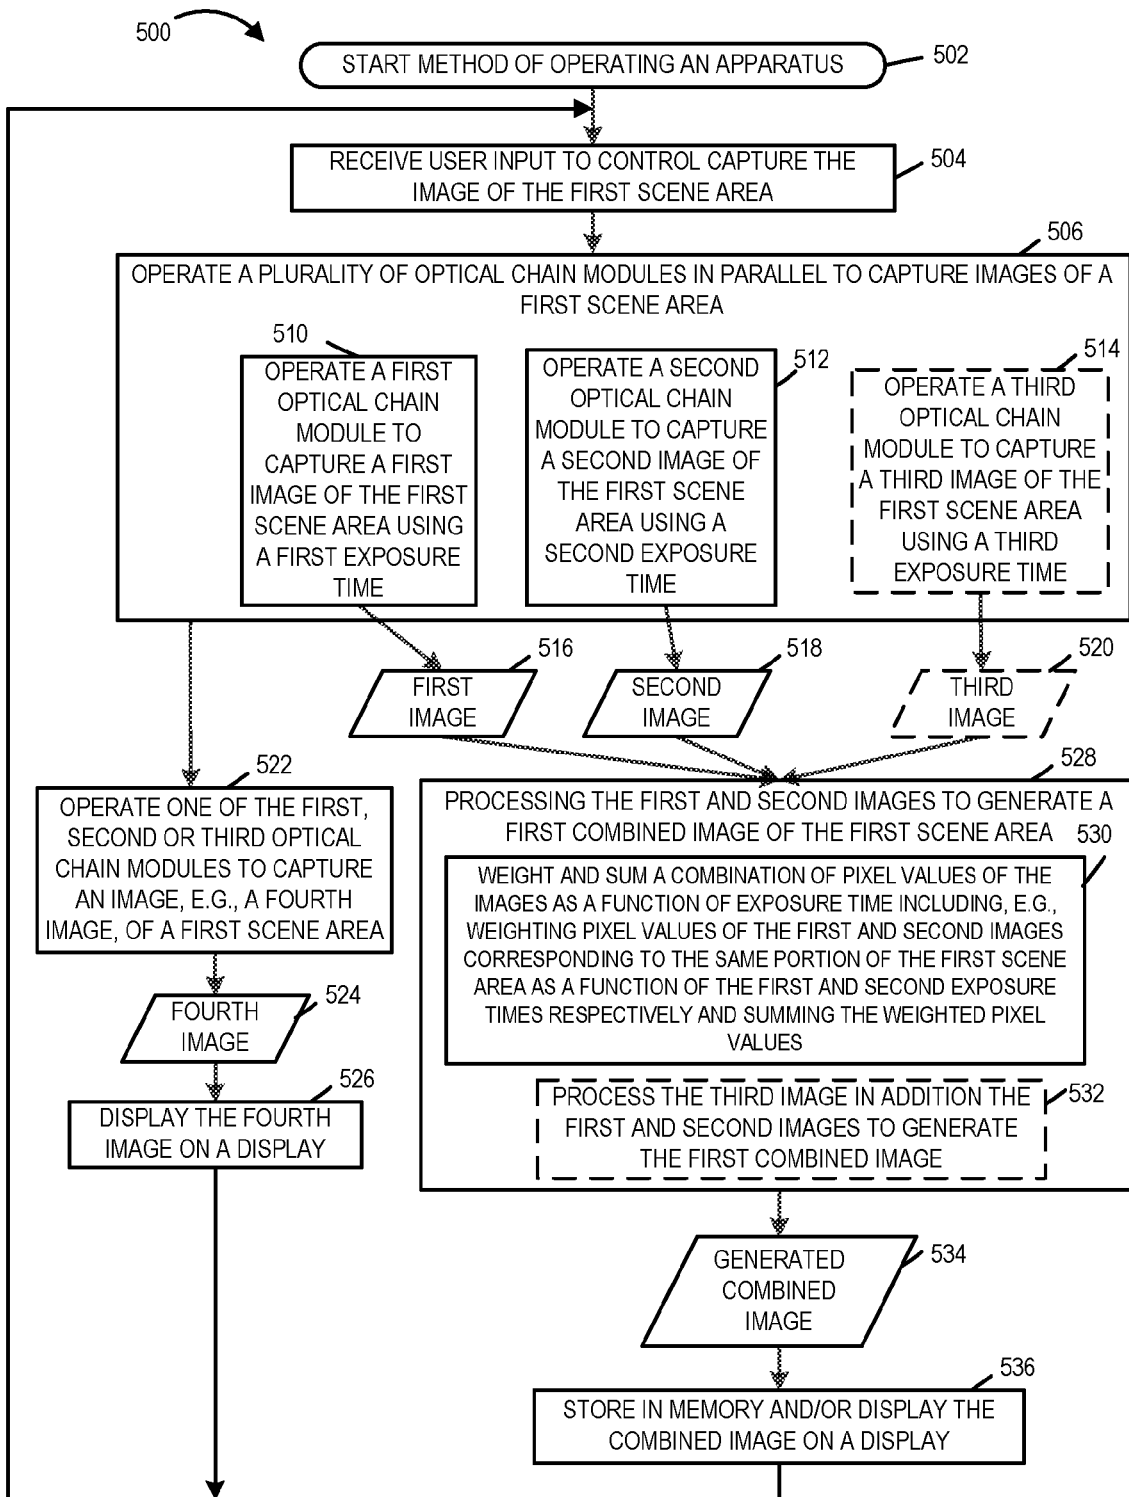 500
START METHOD OF OPERATING AN APPARATUS
502
RECEIVE USER INPUT TO CONTROL CAPTURE THE
IMAGE OF THE FIRST SCENE AREA
504
506
OPERATE A PLURALITY OF OPTICAL CHAIN MODULES IN PARALLEL TO CAPTURE IMAGES OF A
FIRST SCENE AREA
510
OPERATE A FIRST
OPTICAL CHAIN
MODULE TO
CAPTURE A FIRST
IMAGE OF THE FIRST
SCENE AREA USING
A FIRST EXPOSURE
TIME
512
OPERATE A SECOND
OPTICAL CHAIN
MODULE TO CAPTURE
A SECOND IMAGE OF
THE FIRST SCENE
AREA USING A
SECOND EXPOSURE
TIME
514
OPERATE A THIRD
OPTICAL CHAIN
MODULE TO CAPTURE
A THIRD IMAGE OF THE
FIRST SCENE AREA
USING A THIRD
EXPOSURE TIME
516
FIRST
IMAGE
518
SECOND
IMAGE
520
THIRD
IMAGE
522
OPERATE ONE OF THE FIRST,
SECOND OR THIRD OPTICAL
CHAIN MODULES TO CAPTURE
AN IMAGE, E.G., A FOURTH
IMAGE, OF A FIRST SCENE AREA
524
FOURTH
IMAGE
526
DISPLAY THE FOURTH
IMAGE ON A DISPLAY
528
PROCESSING THE FIRST AND SECOND IMAGES TO GENERATE A
FIRST COMBINED IMAGE OF THE FIRST SCENE AREA
530
WEIGHT AND SUM A COMBINATION OF PIXEL VALUES OF THE
IMAGES AS A FUNCTION OF EXPOSURE TIME INCLUDING, E.G.,
WEIGHTING PIXEL VALUES OF THE FIRST AND SECOND IMAGES
CORRESPONDING TO THE SAME PORTION OF THE FIRST SCENE
AREA AS A FUNCTION OF THE FIRST AND SECOND EXPOSURE
TIMES RESPECTIVELY AND SUMMING THE WEIGHTED PIXEL
VALUES
532
PROCESS THE THIRD IMAGE IN ADDITION THE
FIRST AND SECOND IMAGES TO GENERATE
THE FIRST COMBINED IMAGE
534
GENERATED
COMBINED
IMAGE
536
STORE IN MEMORY AND/OR DISPLAY THE
COMBINED IMAGE ON A DISPLAY